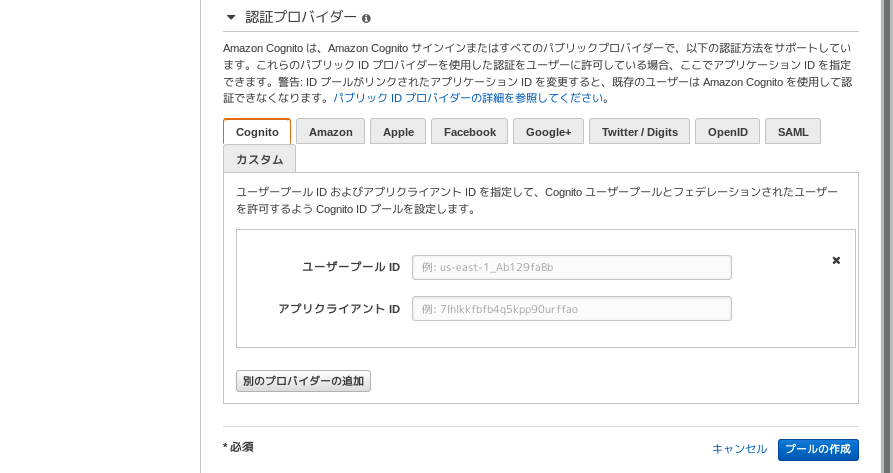 認証プロバイダー
Amazon Cognito は、Amazon Cognito サインインまたはすべてのパブリックプロバイダーで、以下の認証方法をサポートしてい
ます。これらのパブリック ID プロバイダーを使用した認証をユーザーに許可している場合、ここでアプリケーション ID を指定
できます。警告: ID プールがリンクされたアプリケーション ID を変更すると、既存のユーザーは Amazon Cognito を使用して認
証できなくなります。パブリック ID プロバイダーの詳細を参照してください。
Cognito Amazon Apple Facebook Google+ Twitter / Digits OpenID SAML
カスタム
ユーザープール ID およびアプリクライアント ID を指定して、Cognito ユーザープールとフェデレーションされたユーザー
を許可するよう Cognito ID プールを設定します。
ユーザープール ID 例: us-east-1_Ab129faBb
アプリクライアント ID 例: 7lhlkkfbfb4q5kpp90urffao
別のプロバイダーの追加
* 必須 キャンセル プールの作成